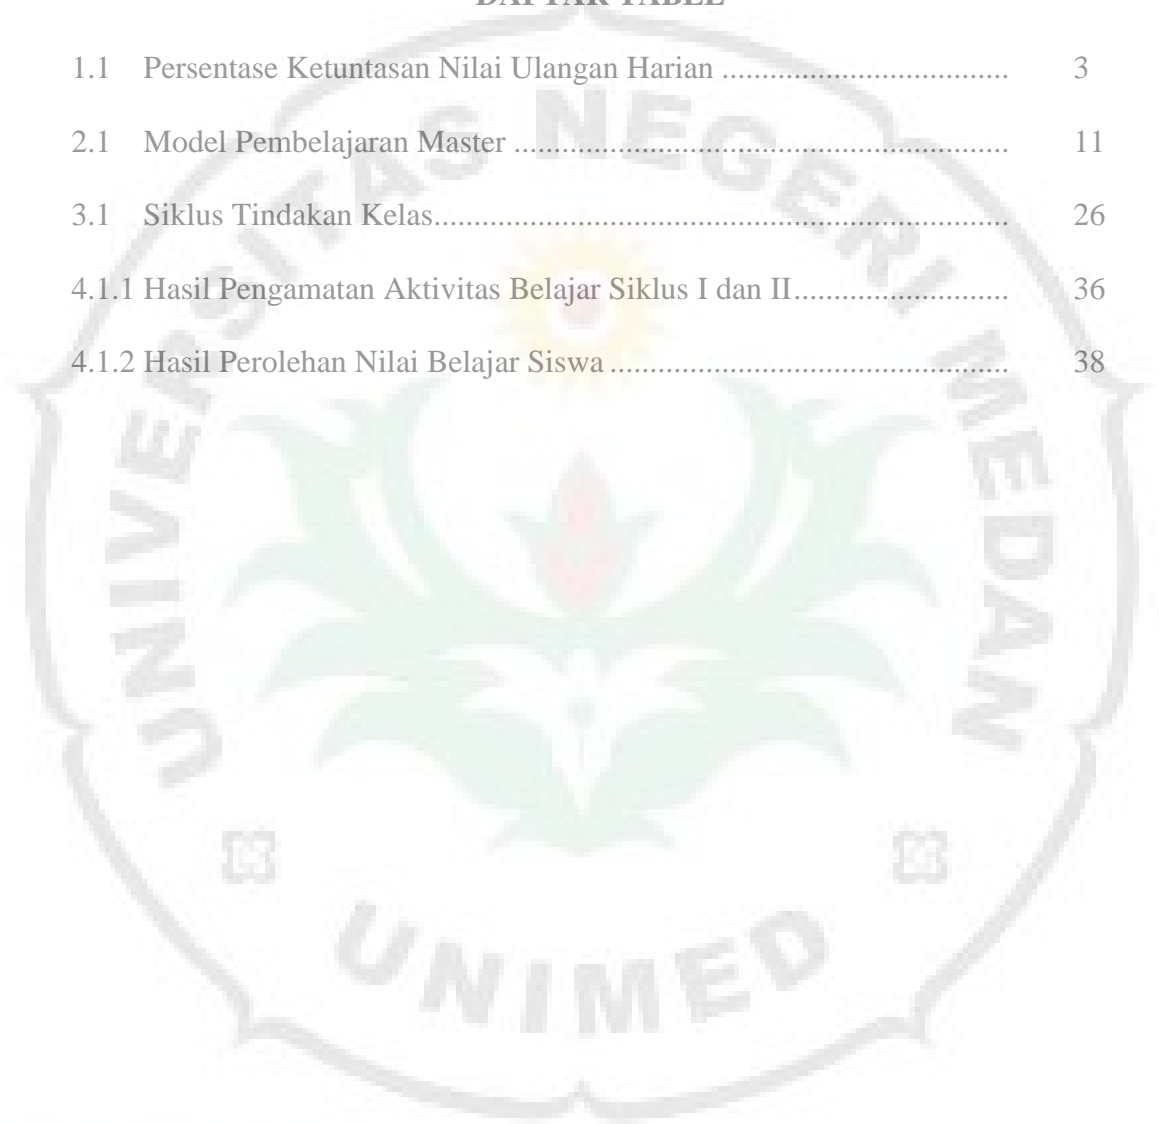 DAFTAR TABEL
1.1 Persentase Ketuntasan Nilai Ulangan Harian .................................... 3
2.1 Model Pembelajaran Master .............................................................. 11
3.1 Siklus Tindakan Kelas........................................................................ 26
4.1.1 Hasil Pengamatan Aktivitas Belajar Siklus I dan II........................... 36
4.1.2 Hasil Perolehan Nilai Belajar Siswa .................................................. 38
UNIVERSITAS NEGERI MEDAN
UNIMED